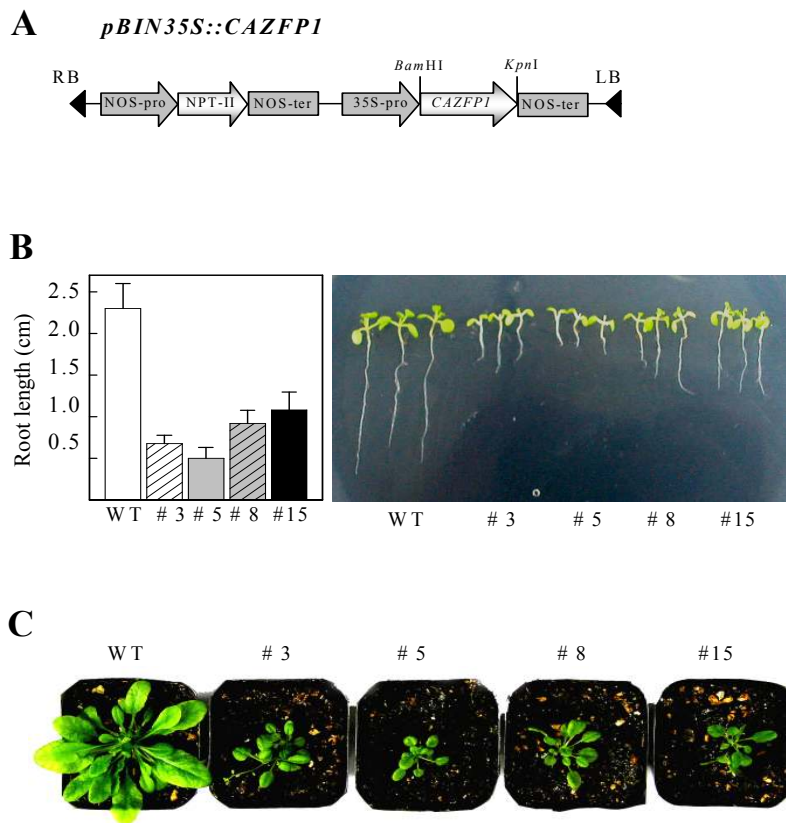 A pBIN35S::CAZFP1
BamHI KpnI
RB LB
NOS-pro NPT-II NOS-ter 35S-pro CAZFP1 NOS-ter
B
Root length (cm)
2.5
2.0
1.0
0.5
WT #3 #5 #8 #15
WT #3 #5 #8 #15
C
WT #3 #5 #8 #15